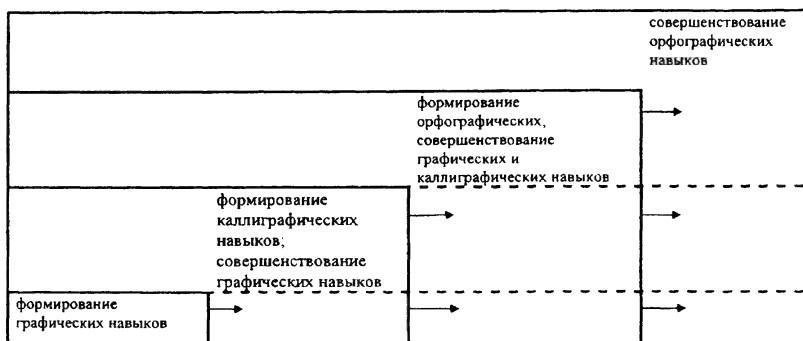 совершенствование
орфографических
навыков
формирование
орфографических,
совершенствование
графических и
каллиграфических навыков
формирование
каллиграфических
навыков;
совершенствование
графических навыков
формирование
графических навыков